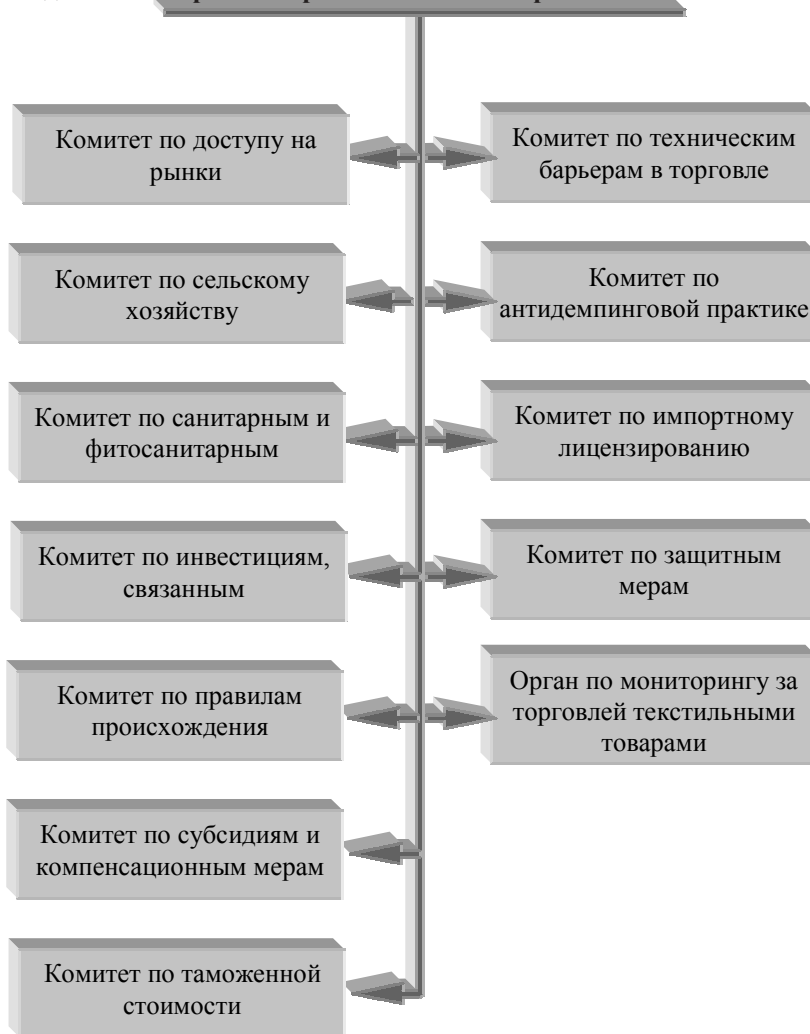 Комитет по доступу на
рынки
Комитет по техническим
барьерам в торговле
Комитет по сельскому
хозяйству
Комитет по
антидемпинговой практике
Комитет по санитарным и
фитосанитарным
Комитет по импортному
лицензированию
Комитет по инвестициям,
связанным
Комитет по защитным
мерам
Комитет по правилам
происхождения
Орган по мониторингу за
торговлей текстильными
товарами
Комитет по субсидиям и
компенсационным мерам
Комитет по таможенной
стоимости